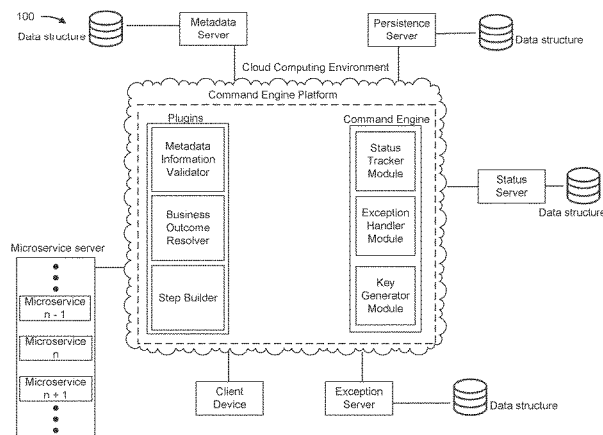 100
Data structure
Metadata
Server
Persistence
Server
Data structure
Cloud Computing Environment
Command Engine Platform
Plugins
Metadata
Information
Validator
Business
Outcome
Resolver
Step Builder
Command Engine
Status
Tracker
Module
Exception
Handler
Module
Key
Generator
Module
Status
Server
Data structure
Microservice server
Microservice
n - 1
Microservice
n
Microservice
n + 1
Client
Device
Exception
Server
Data structure